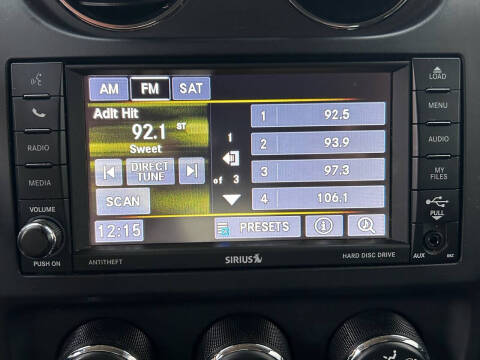 LOAD
MENU
AUDIO
MY FILES
PULL
AUX
RADIO
MEDIA
VOLUME
PUSH ON
AM FM SAT
Adlt Hit
92.1 ST
Sweet
DIRECT TUNE
SCAN
12:15
1
of 3
1 92.5
2 93.9
3 97.3
4 106.1
PRESETS
ANTITHEFT
SIRIUS
HARD DISC DRIVE